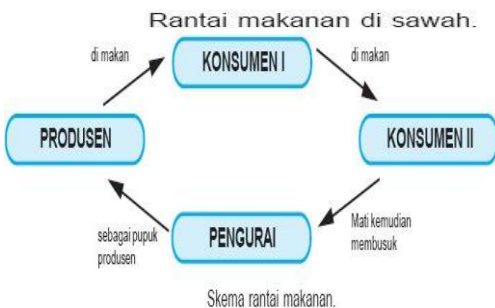 Rantai makanan di sawah.
di makan
KONSUMEN I
di makan
PRODUSEN
KONSUMEN II
sebagai pupuk
produsen
PENGURAI
Mati kemudian
membusuk
Skema rantai makanan.